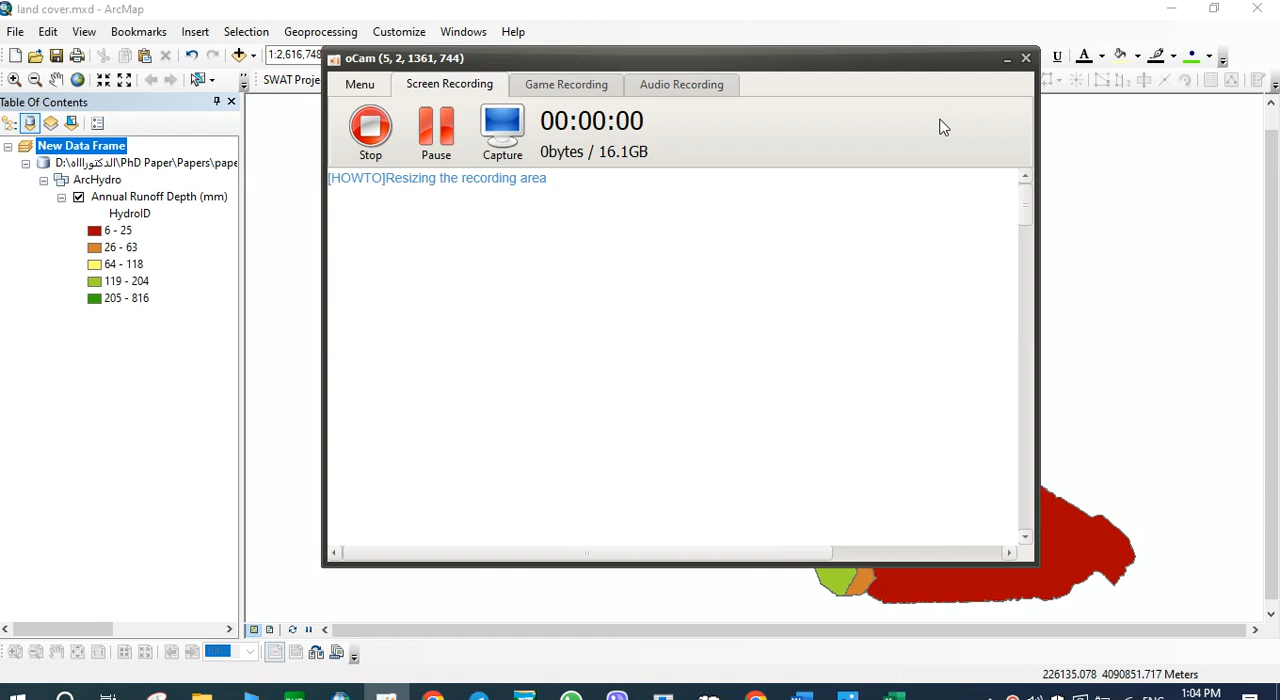 land cover.mxd - ArcMap
File Edit View Bookmarks Insert Selection Geoprocessing Customize Windows Help
1:2,616,748
SWAT Proje
Table Of Contents
New Data Frame
D:\الدكتورااه\PhD Paper\Papers\pape
ArcHydro
Annual Runoff Depth (mm)
HydroID
6 - 25
26 - 63
64 - 118
119 - 204
205 - 816
oCam (5, 2, 1361, 744)
Menu Screen Recording Game Recording Audio Recording
00:00:00
0bytes / 16.1GB
Stop Pause Capture
[HOWTO]Resizing the recording area
U A
226135.078 4090851.717 Meters
1:04 PM